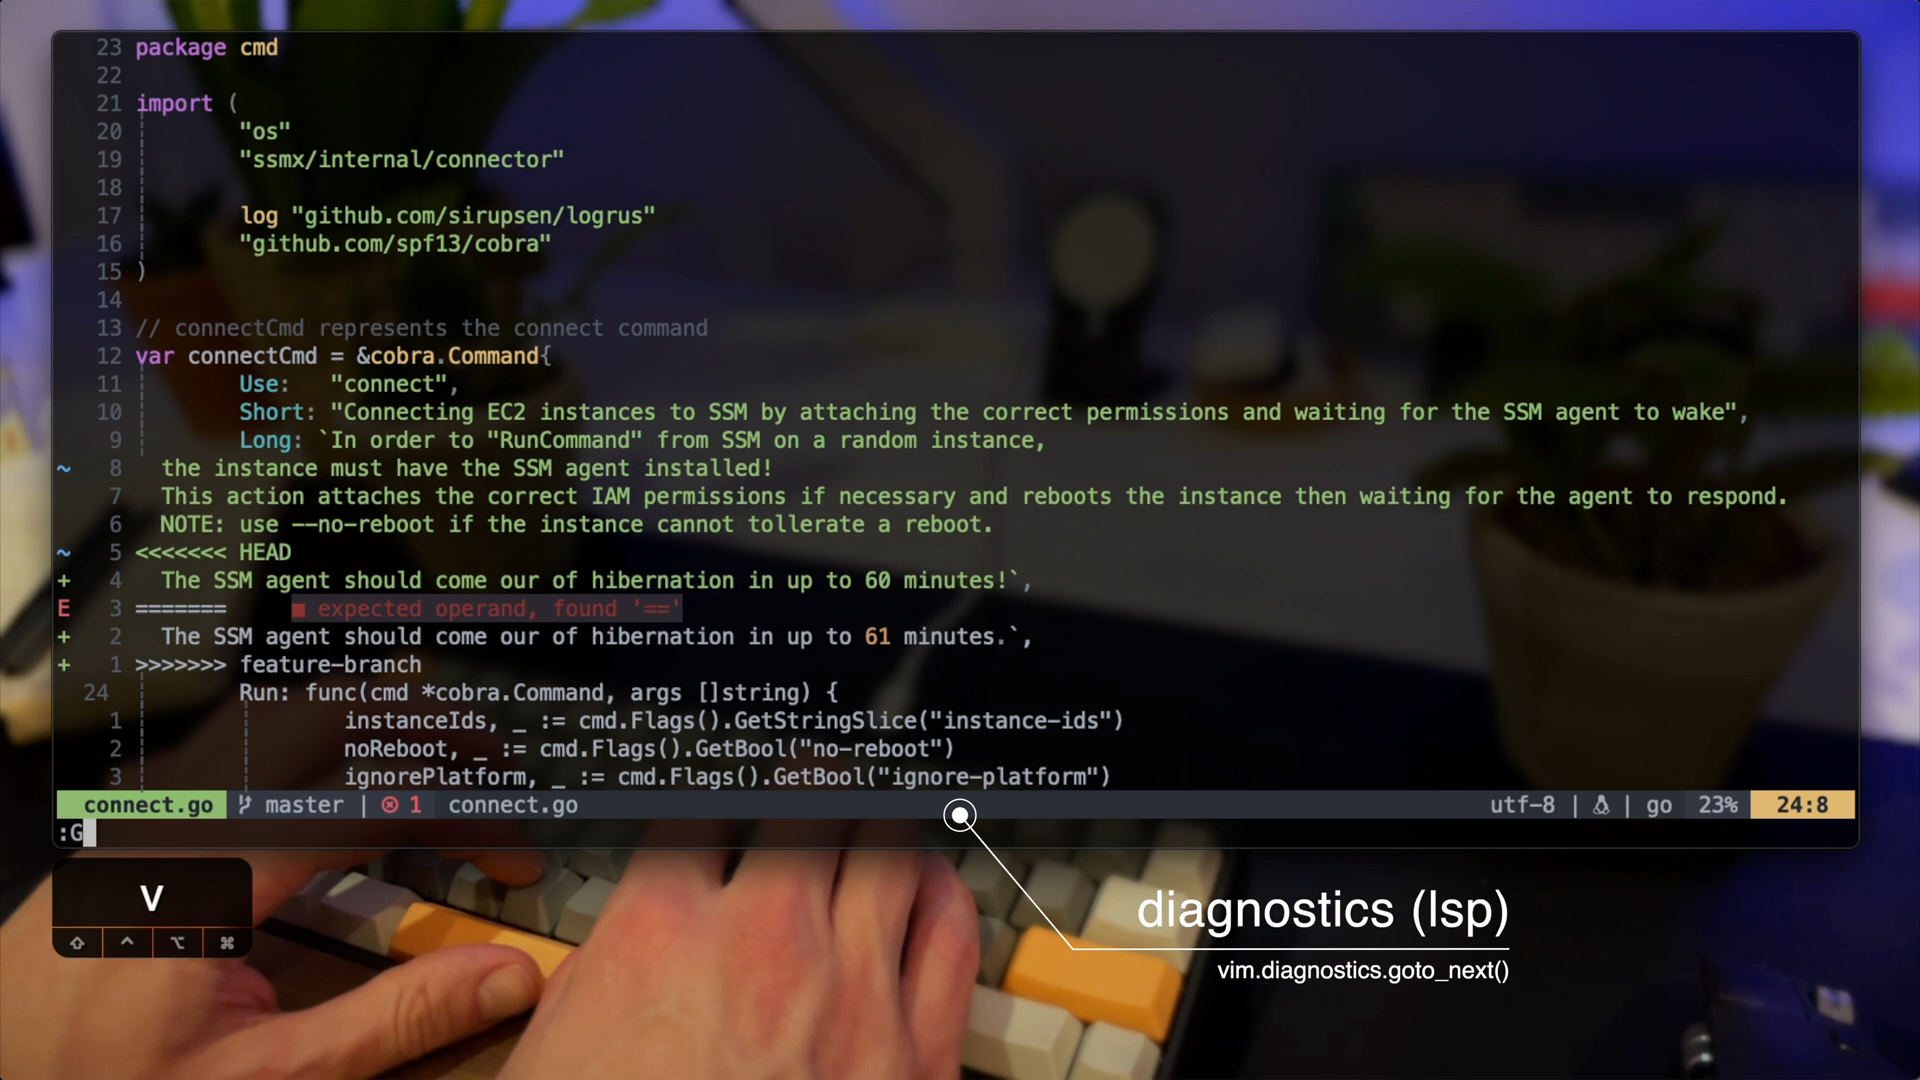 23 package cmd
22
21 import (
20 "os"
19 "ssmx/internal/connector"
18
17 log "github.com/sirupsen/logrus"
16 "github.com/spf13/cobra"
15 )
14
13 // connectCmd represents the connect command
12 var connectCmd = &cobra.Command{
11 Use: "connect",
10 Short: "Connecting EC2 instances to SSM by attaching the correct permissions and waiting for the SSM agent to wake",
9 Long: `In order to "RunCommand" from SSM on a random instance,
~ 8 the instance must have the SSM agent installed!
7 This action attaches the correct IAM permissions if necessary and reboots the instance then waiting for the agent to respond.
6 NOTE: use --no-reboot if the instance cannot tollerate a reboot.
~ 5 <<<<<<< HEAD
+ 4 The SSM agent should come our of hibernation in up to 60 minutes!`,
E 3 ======= ■ expected operand, found '=='
+ 2 The SSM agent should come our of hibernation in up to 61 minutes.`,
+ 1 >>>>>>> feature-branch
24 Run: func(cmd *cobra.Command, args []string) {
1 instanceIds, _ := cmd.Flags().GetStringSlice("instance-ids")
2 noReboot, _ := cmd.Flags().GetBool("no-reboot")
3 ignorePlatform, _ := cmd.Flags().GetBool("ignore-platform")
connect.go master | ⊗ 1 connect.go utf-8 | | go 23% 24:8
:G
V
⇧ ^ ⌥ ⌘
diagnostics (lsp)
vim.diagnostics.goto_next()